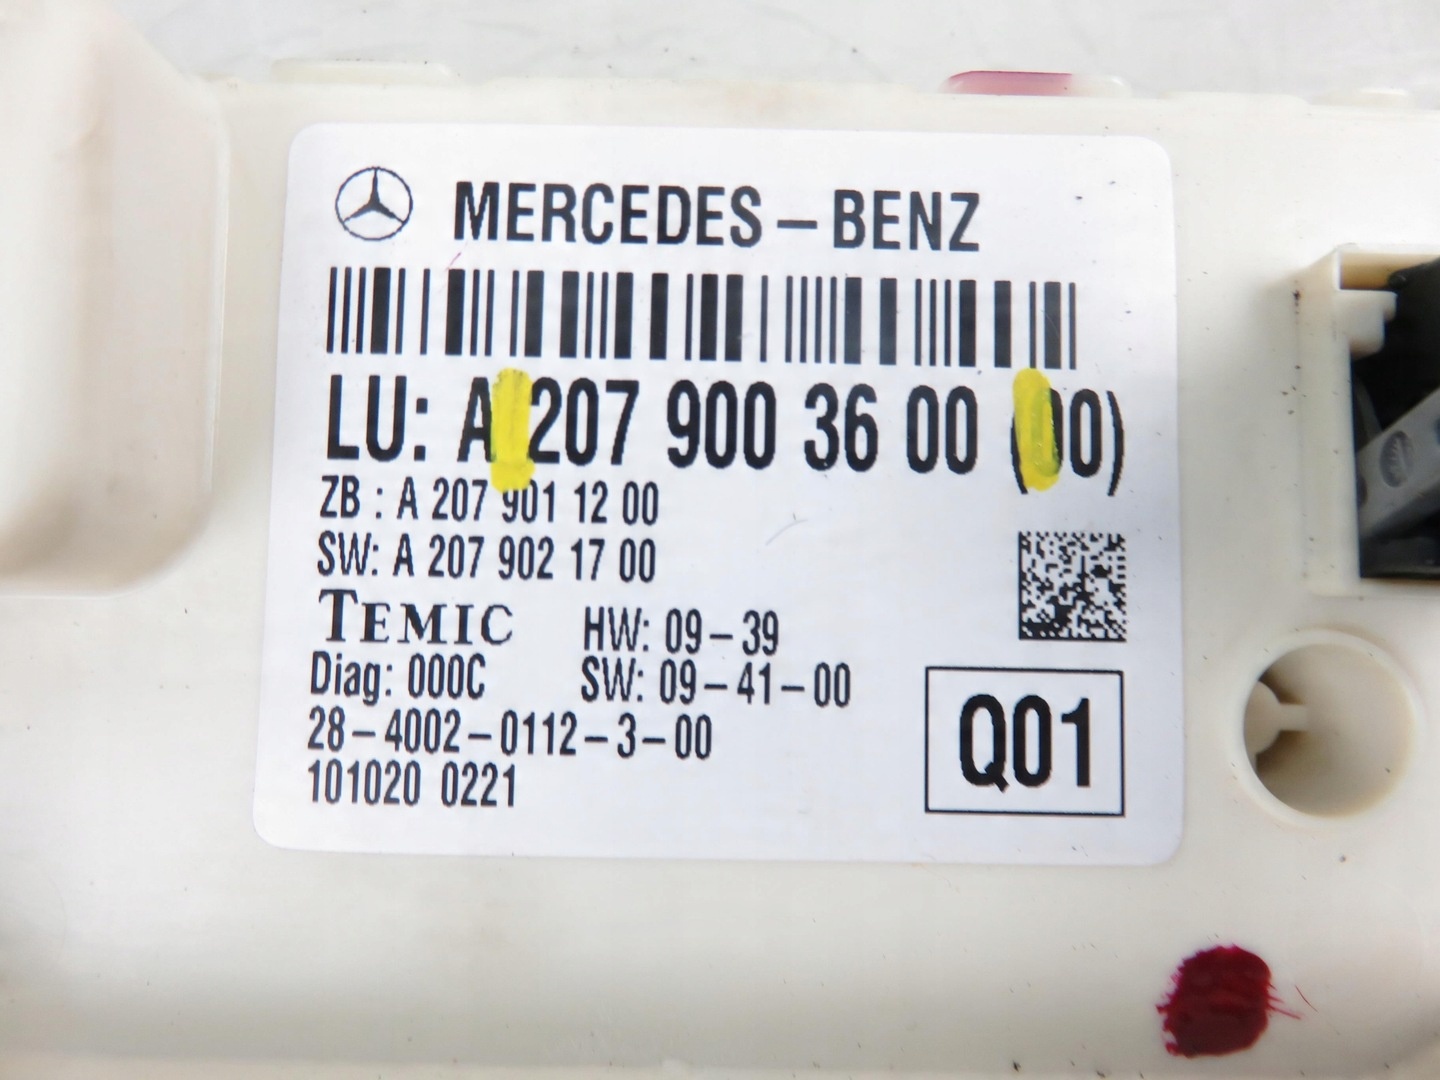 MERCEDES-BENZ
LU: A 207 900 36 00 (00)
ZB : A 207 901 12 00
SW: A 207 902 17 00
TEMIC HW: 09-39
Diag: 000C SW: 09-41-00
28-4002-0112-3-00
101020 0221
Q01